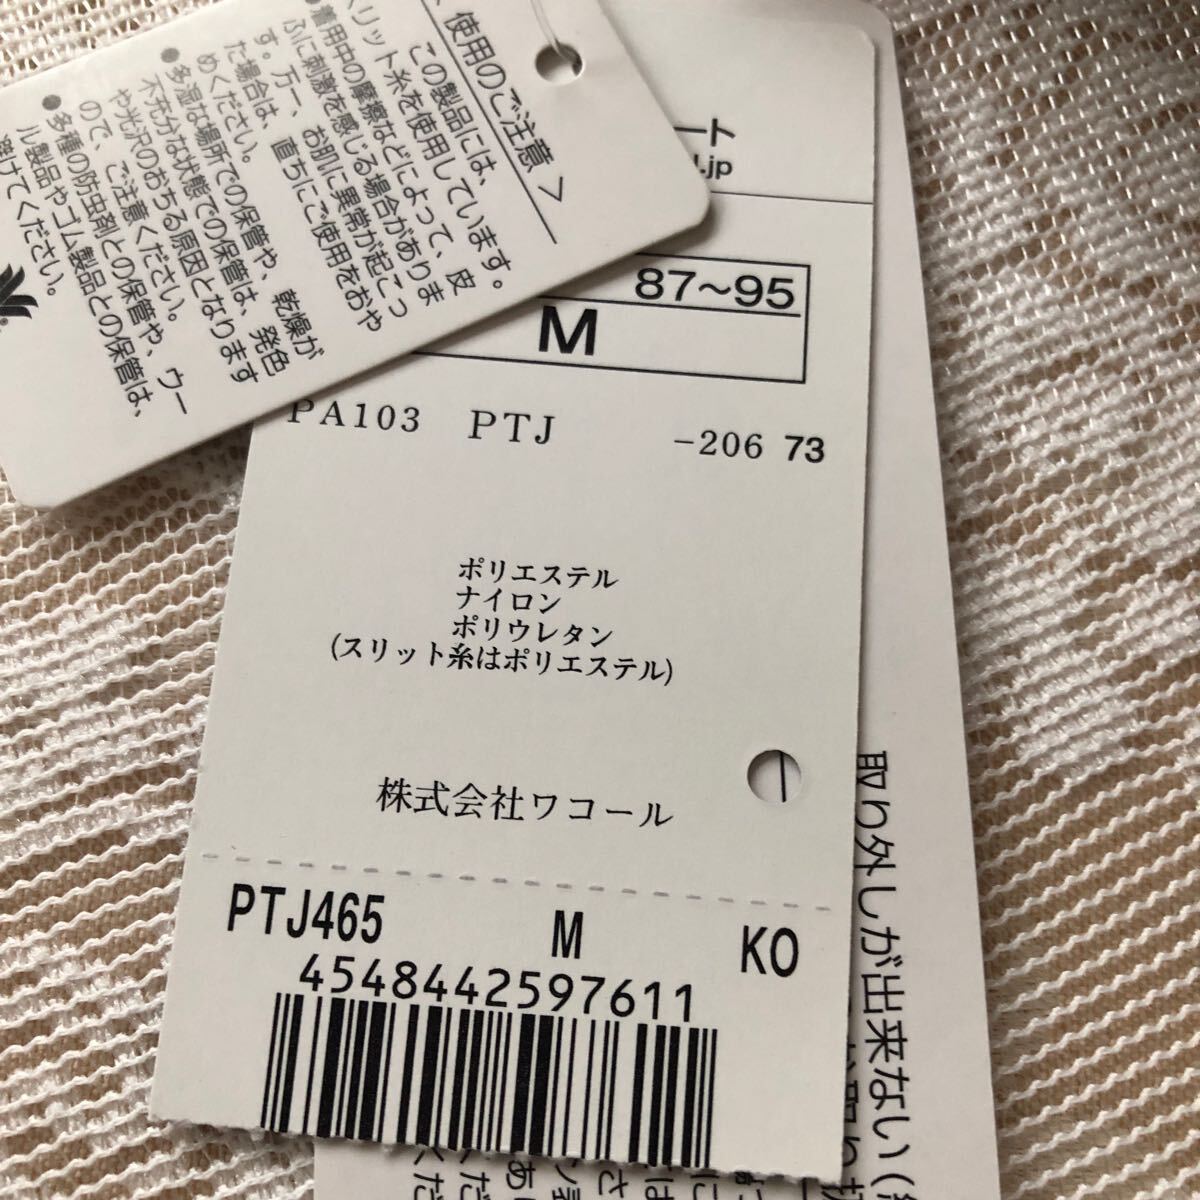 使用のご注意 >
この製品には、
スリット糸を使用しています。
●着用中の摩擦などによって、皮
ふに刺激を感じる場合がありま
す。万一、お肌に異常が起こっ
た場合は、直ちにご使用をおや
めください。
●多湿な場所での保管や、乾燥が
不充分な状態での保管は、発色
や光沢のおちる原因となります
ので、ご注意ください。
●多種の防虫剤との保管や、ウー
ル製品やゴム製品との保管は、
避けてください。
ート
.jp
87~95
M
PA103 PTJ -206 73
ポリエステル
ナイロン
ポリウレタン
(スリット糸はポリエステル)
株式会社ワコール
PTJ465 M KO
4548442597611
取り外しが出来ない(